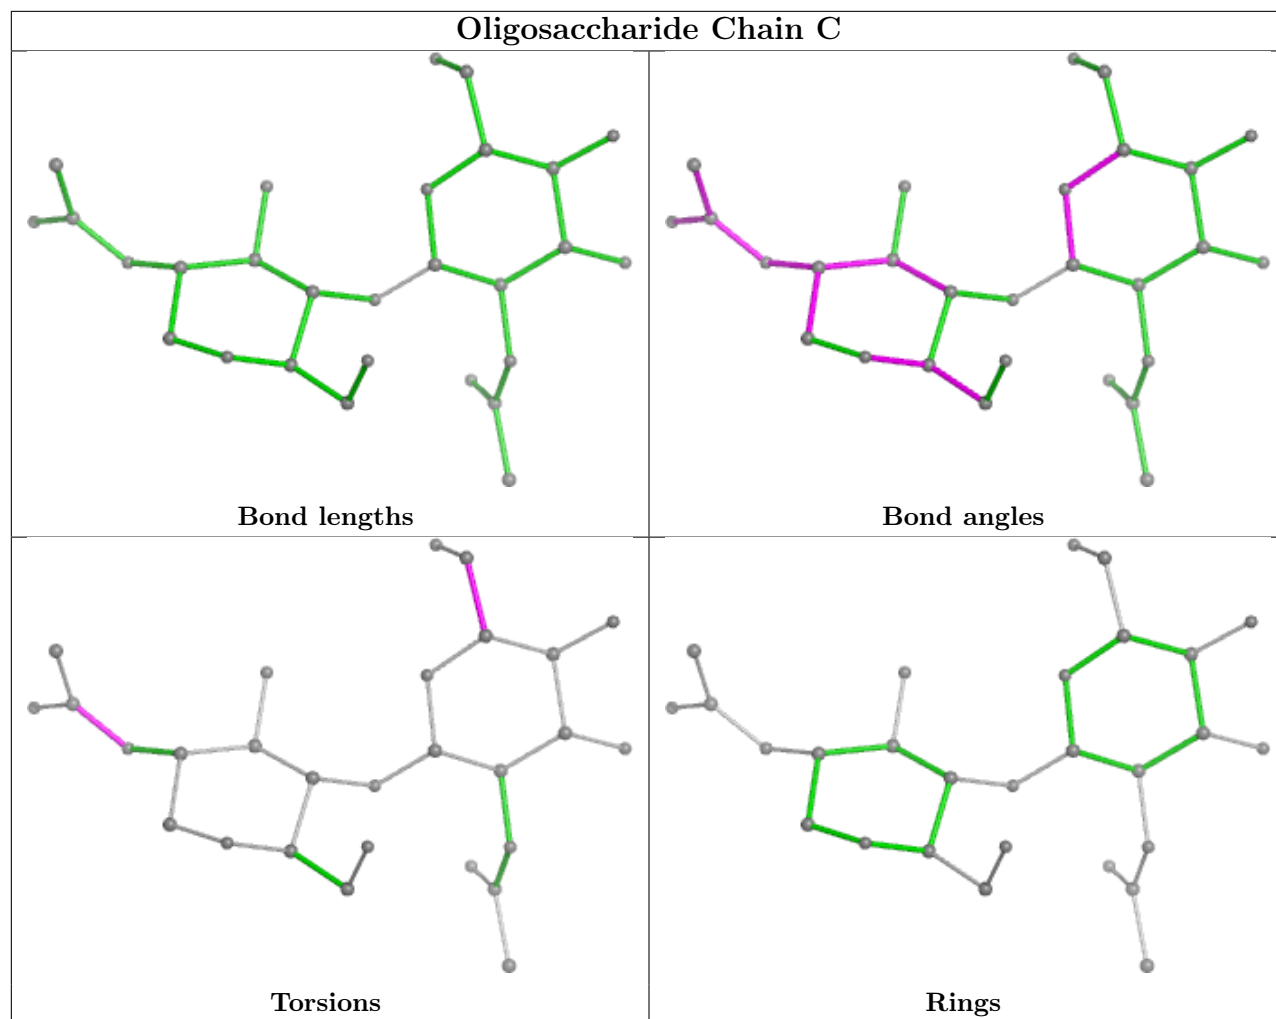 Oligosaccharide Chain C
Bond lengths
Bond angles
Torsions
Rings